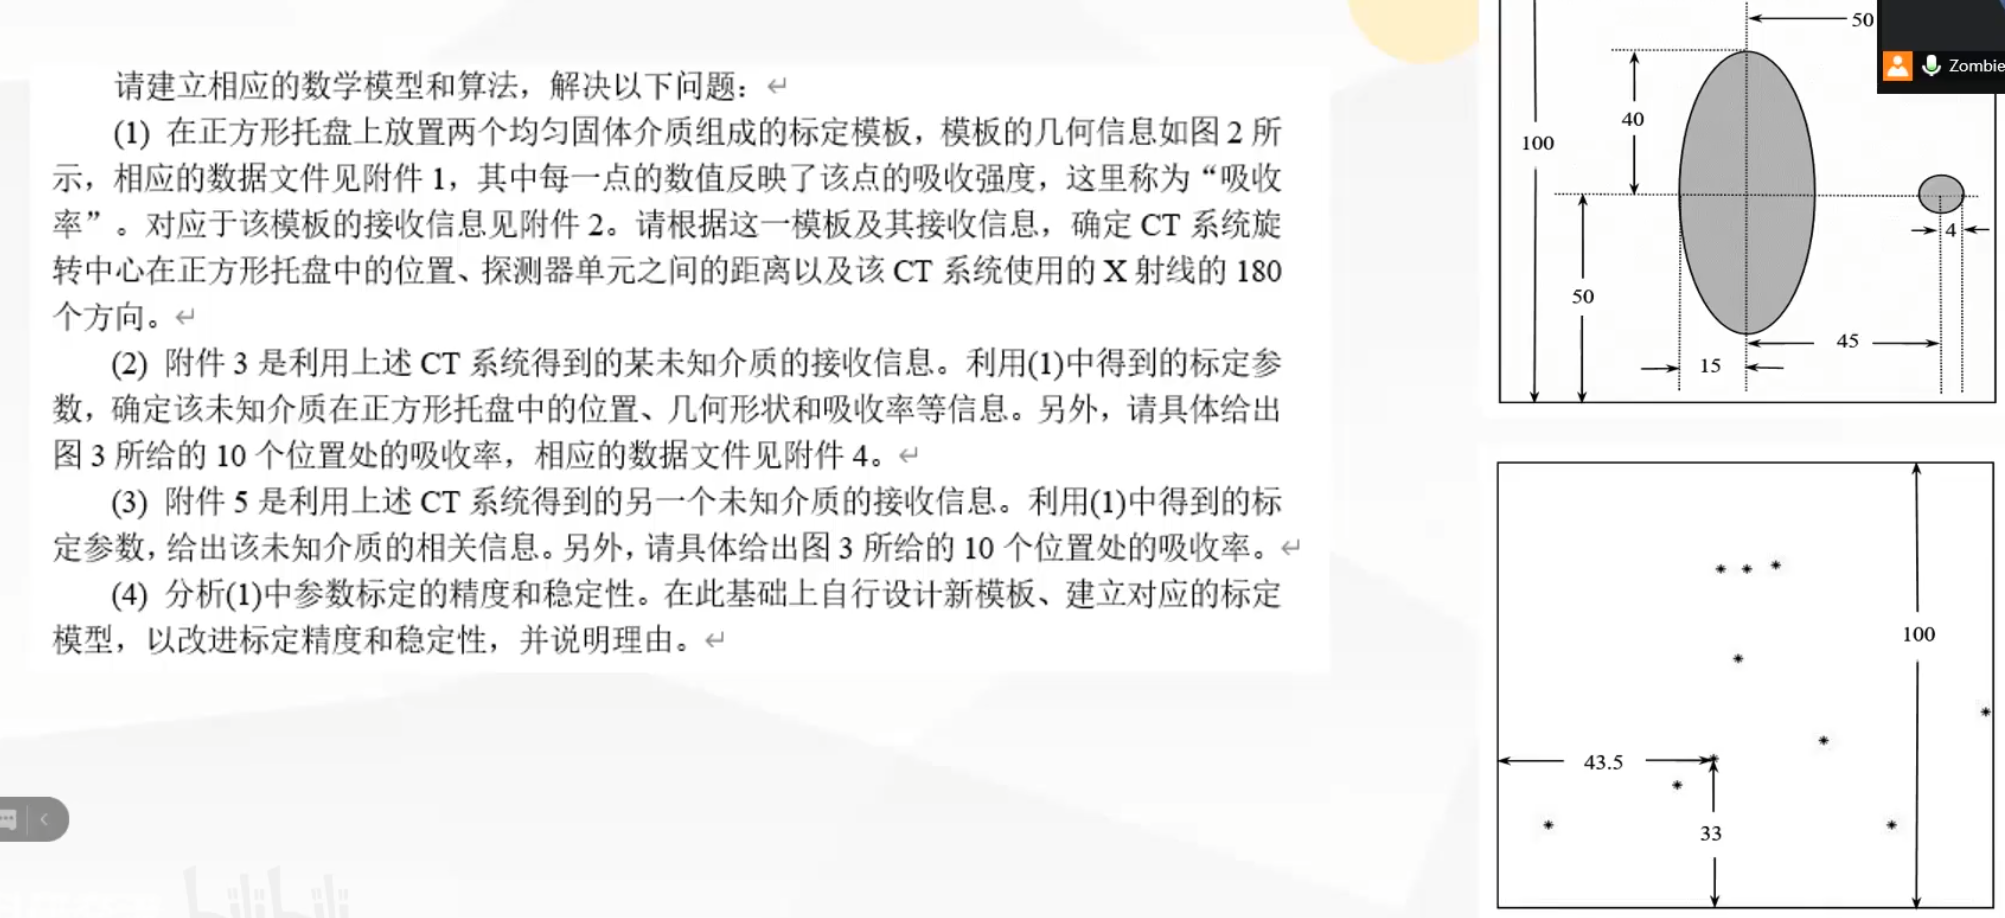 请建立相应的数学模型和算法，解决以下问题：
(1) 在正方形托盘上放置两个均匀固体介质组成的标定模板，模板的几何信息如图 2 所
示，相应的数据文件见附件 1，其中每一点的数值反映了该点的吸收强度，这里称为“吸收
率”。对应于该模板的接收信息见附件 2。请根据这一模板及其接收信息，确定 CT 系统旋
转中心在正方形托盘中的位置、探测器单元之间的距离以及该 CT 系统使用的 X 射线的 180
个方向。
(2) 附件 3 是利用上述 CT 系统得到的某未知介质的接收信息。利用(1)中得到的标定参
数，确定该未知介质在正方形托盘中的位置、几何形状和吸收率等信息。另外，请具体给出
图 3 所给的 10 个位置处的吸收率，相应的数据文件见附件 4。
(3) 附件 5 是利用上述 CT 系统得到的另一个未知介质的接收信息。利用(1)中得到的标
定参数，给出该未知介质的相关信息。另外，请具体给出图 3 所给的 10 个位置处的吸收率。
(4) 分析(1)中参数标定的精度和稳定性。在此基础上自行设计新模板、建立对应的标定
模型，以改进标定精度和稳定性，并说明理由。
50
Zombie
40
100
4
50
45
15
100
43.5
33
bilibili